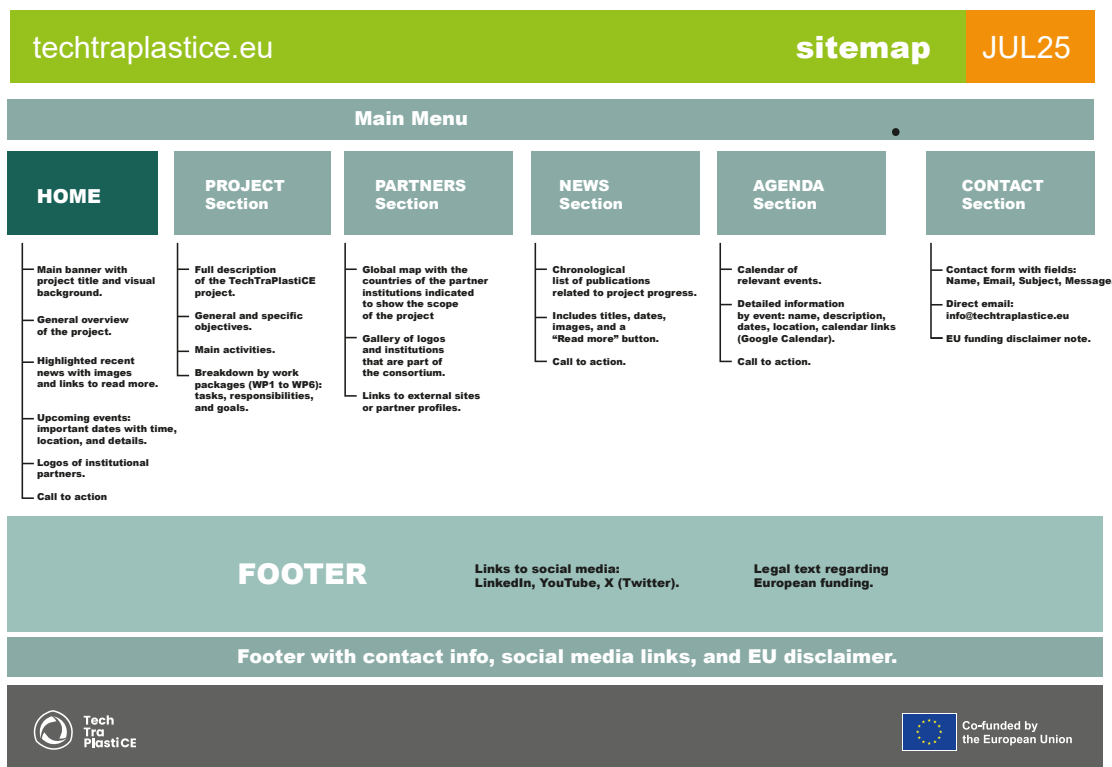 techtraplastice.eu
sitemap
JUL25
Main Menu
HOME
PROJECT
Section
PARTNERS
Section
NEWS
Section
AGENDA
Section
CONTACT
Section
Main banner with
project title and visual
background.
General overview
of the project.
Highlighted recent
news with images
and links to read more.
Upcoming events:
important dates with time,
location, and details.
Logos of institutional
partners.
Call to action
Full description
of the TechTraPlastiCE
project.
General and specific
objectives.
Main activities.
Breakdown by work
packages (WP1 to WP6):
tasks, responsibilities,
and goals.
Global map with the
countries of the partner
institutions indicated
to show the scope
of the project
Gallery of logos
and institutions
that are part of
the consortium.
Links to external sites
or partner profiles.
Chronological
list of publications
related to project progress.
Includes titles, dates,
images, and a
“Read more” button.
Call to action.
Calendar of
relevant events.
Detailed information
by event: name, description,
dates, location, calendar links
(Google Calendar).
Call to action.
Contact form with fields:
Name, Email, Subject, Message
Direct email:
info@techtraplastice.eu
EU funding disclaimer note.
FOOTER
Links to social media:
LinkedIn, YouTube, X (Twitter).
Legal text regarding
European funding.
Footer with contact info, social media links, and EU disclaimer.
Tech
Tra
PlastiCE
Co-funded by
the European Union